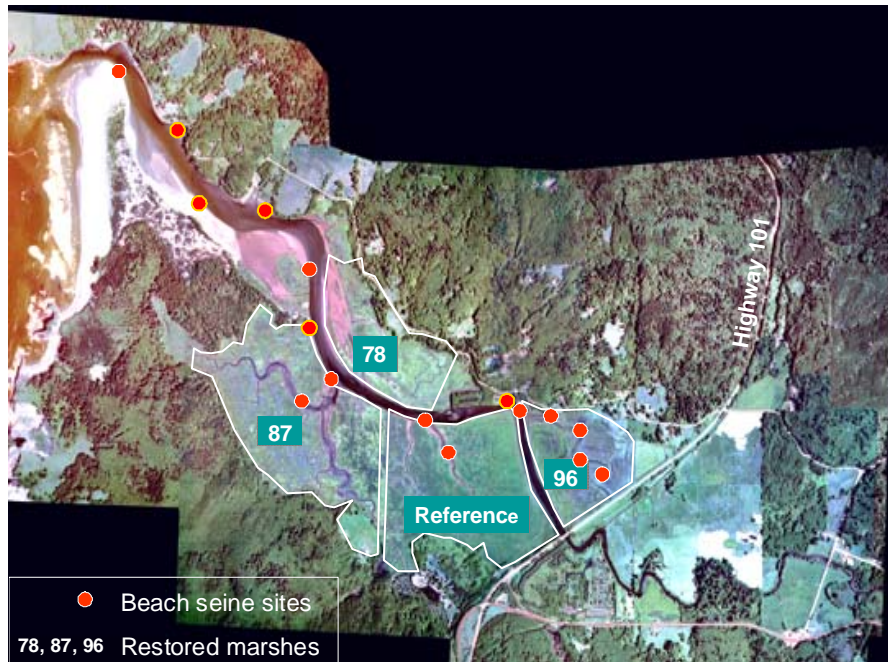 Highway 101
78
87
96
Reference
Beach seine sites
78, 87, 96 Restored marshes